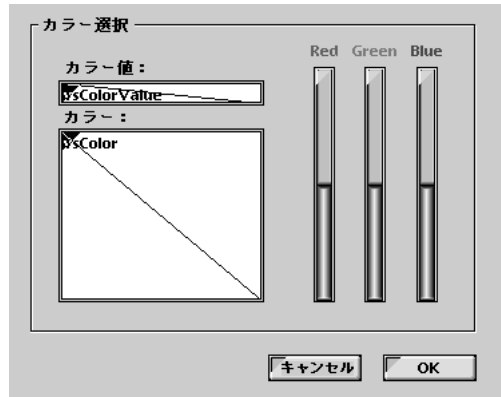 カラー選択
Red Green Blue
カラー値：
VsColorValue
カラー：
VsColor
キャンセル OK